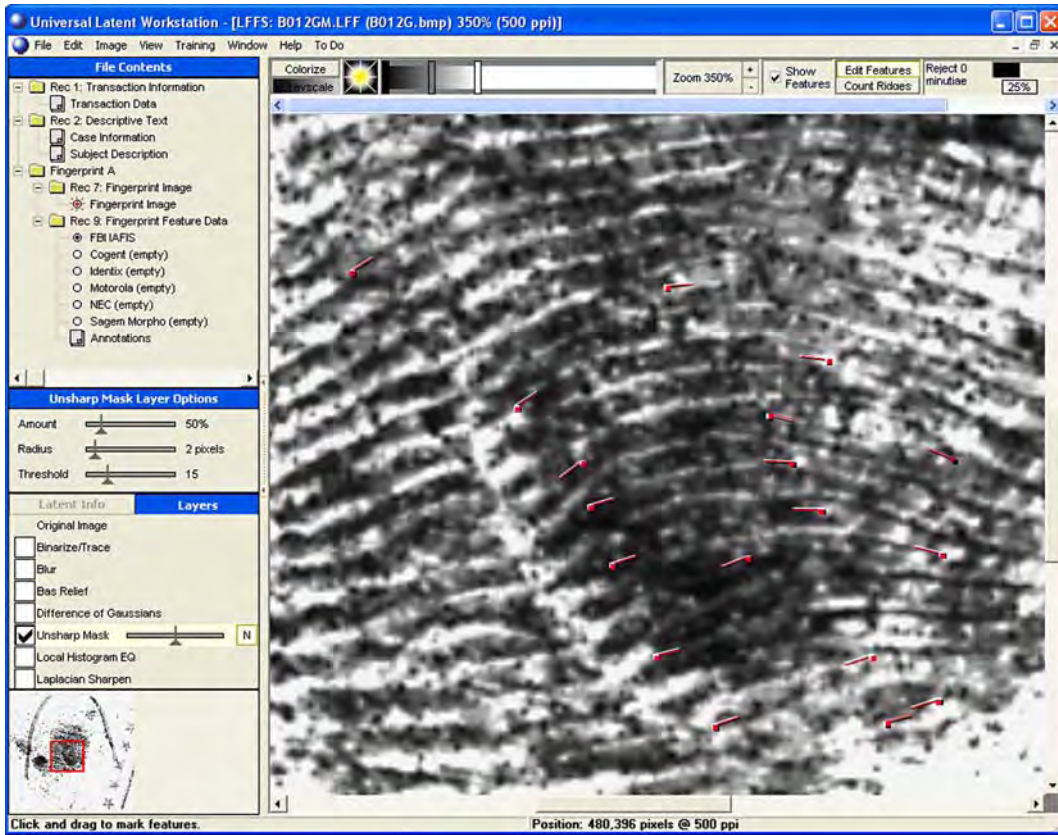 Universal Latent Workstation - [LFFS: B012GM.LFF (B012G.bmp) 350% (500 ppi)]
File Edit Image View Training Window Help To Do
File Contents
Rec 1: Transaction Information
Transaction Data
Rec 2: Descriptive Text
Case Information
Subject Description
Fingerprint A
Rec 7: Fingerprint Image
Fingerprint Image
Rec 9: Fingerprint Feature Data
FBI IAFIS
Cogent (empty)
Identix (empty)
Motorola (empty)
NEC (empty)
Sagem Morpho (empty)
Annotations
Unsharp Mask Layer Options
Amount 50%
Radius 2 pixels
Threshold 15
Latent Info Layers
Original Image
Binarize/Trace
Blur
Bas Relief
Difference of Gaussians
Unsharp Mask N
Local Histogram EQ
Laplacian Sharpen
Colorize
Zoom 350% + -
Show Features
Edit Features
Count Ridges
Reject 0 minutiae
25%
Click and drag to mark features. Position: 480,396 pixels @ 500 ppi